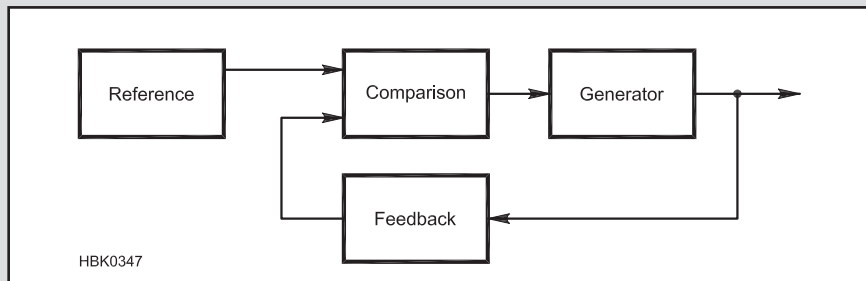 Reference
Comparison
Generator
Feedback
HBK0347